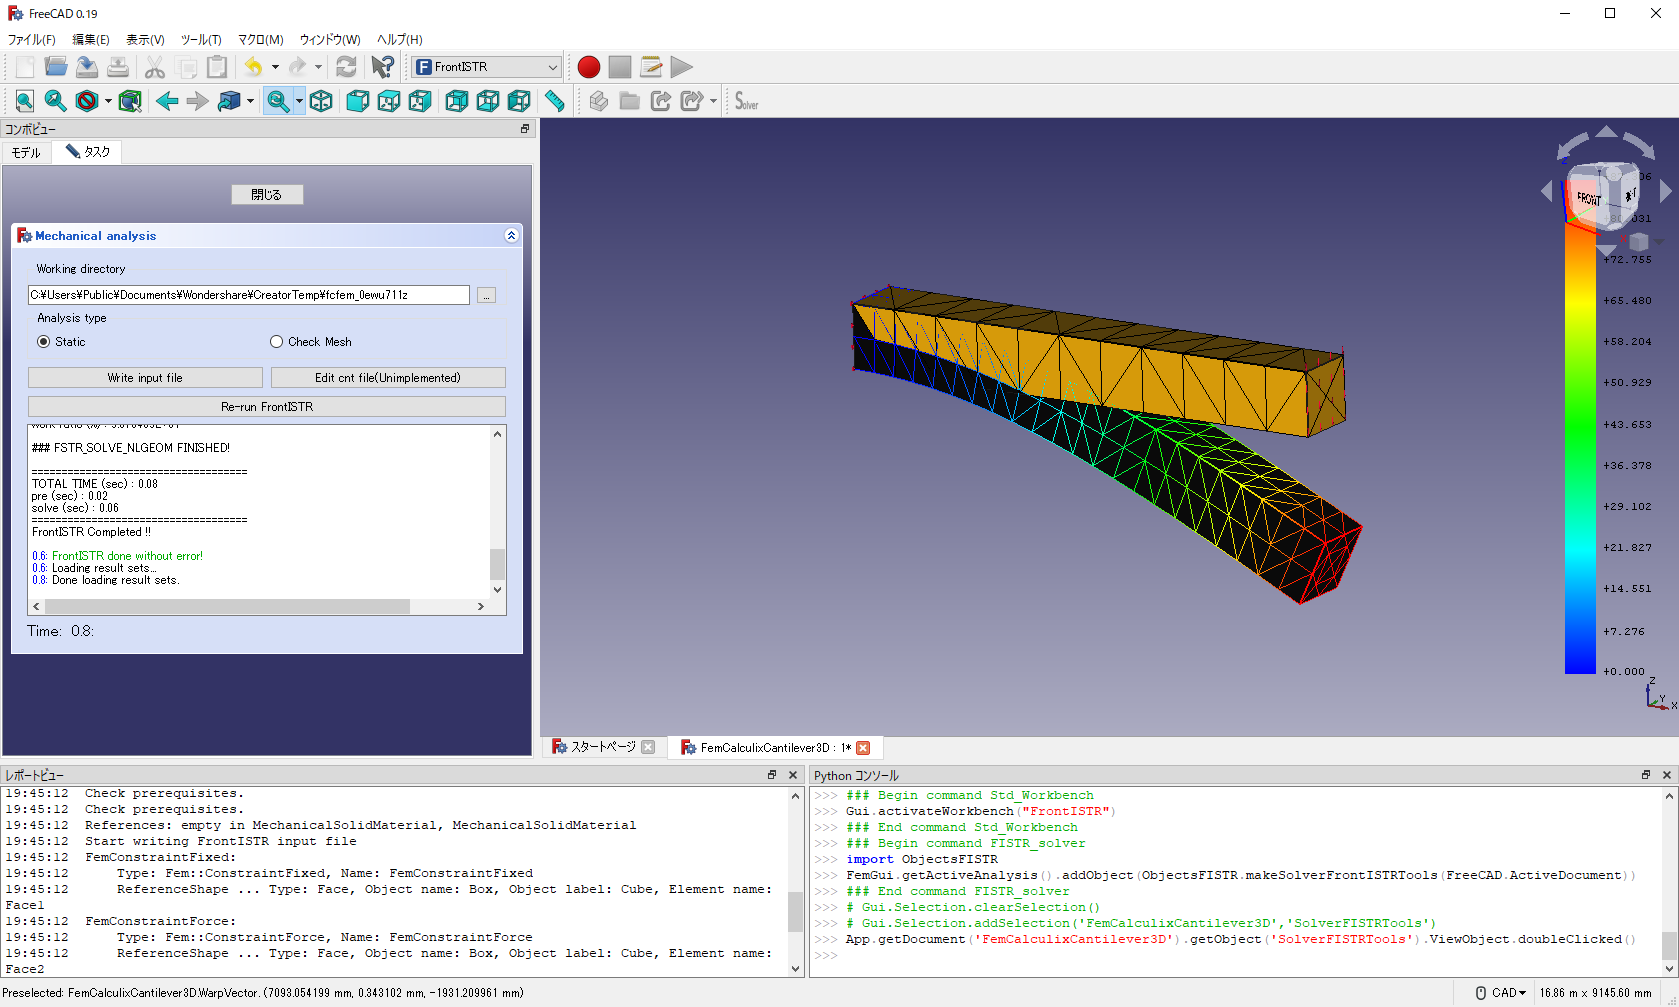 FreeCAD 0.19
ファイル(F) 編集(E) 表示(V) ツール(T) マクロ(M) ウィンドウ(W) ヘルプ(H)
FrontISTR
Solver
コンボビュー
モデル タスク
閉じる
Mechanical analysis
Working directory
C:¥Users¥Public¥Documents¥Wondershare¥CreatorTemp¥fcfem_0ewu711z
...
Analysis type
Static Check Mesh
Write input file Edit cnt file(Unimplemented)
Re-run FrontISTR
### FSTR_SOLVE_NLGEOM FINISHED!
====================================
TOTAL TIME (sec) : 0.08
pre (sec) : 0.02
solve (sec) : 0.06
====================================
FrontISTR Completed !!
0.6: FrontISTR done without error!
0.6: Loading result sets...
0.8: Done loading result sets.
Time: 0.8:
FRONT
+72.755
+65.480
+58.204
+50.929
+43.653
+36.378
+29.102
+21.827
+14.551
+7.276
+0.000
Z
Y
X
スタートページ FemCalculixCantilever3D : 1*
レポートビュー
19:45:12 Check prerequisites.
19:45:12 Check prerequisites.
19:45:12 References: empty in MechanicalSolidMaterial, MechanicalSolidMaterial
19:45:12 Start writing FrontISTR input file
19:45:12 FemConstraintFixed:
19:45:12 Type: Fem::ConstraintFixed, Name: FemConstraintFixed
19:45:12 ReferenceShape ... Type: Face, Object name: Box, Object label: Cube, Element name:
Face1
19:45:12 FemConstraintForce:
19:45:12 Type: Fem::ConstraintForce, Name: FemConstraintForce
19:45:12 ReferenceShape ... Type: Face, Object name: Box, Object label: Cube, Element name:
Face2
Python コンソール
>>> ### Begin command Std_Workbench
>>> Gui.activateWorkbench("FrontISTR")
>>> ### End command Std_Workbench
>>> ### Begin command FISTR_solver
>>> import ObjectsFISTR
>>> FemGui.getActiveAnalysis().addObject(ObjectsFISTR.makeSolverFrontISTRTools(FreeCAD.ActiveDocument))
>>> ### End command FISTR_solver
>>> # Gui.Selection.clearSelection()
>>> # Gui.Selection.addSelection('FemCalculixCantilever3D','SolverFISTRTools')
>>> App.getDocument('FemCalculixCantilever3D').getObject('SolverFISTRTools').ViewObject.doubleClicked()
>>>
Preselected: FemCalculixCantilever3D.WarpVector. (7093.054199 mm, 0.343102 mm, -1931.209961 mm)
CAD 16.86 m x 9145.60 mm